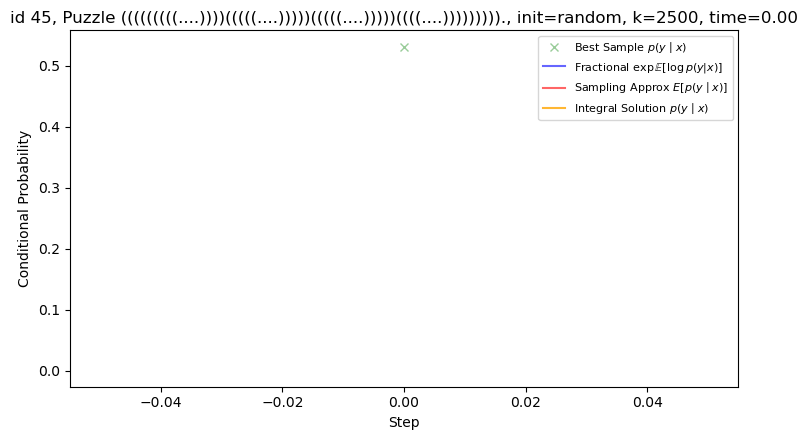 id 45, Puzzle (((((((((....))))(((((....)))))(((((....)))))((((....)))))))))., init=random, k=2500, time=0.00
Best Sample p(y | x)
Fractional exp𝔼[log p(y|x)]
Sampling Approx E[p(y | x)]
Integral Solution p(y | x)
Conditional Probability
0.5
0.4
0.3
0.2
0.1
0.0
−0.04
−0.02
0.00
0.02
0.04
Step